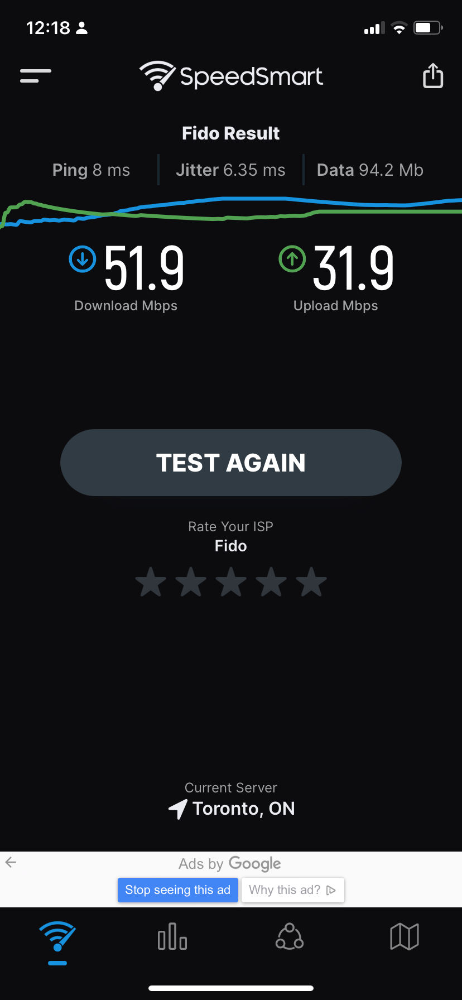 12:18
SpeedSmart
Fido Result
Ping 8 ms
Jitter 6.35 ms
Data 94.2 Mb
51.9
31.9
Download Mbps
Upload Mbps
TEST AGAIN
Rate Your ISP
Fido
Current Server
Toronto, ON
Ads by Google
Stop seeing this ad
Why this ad?